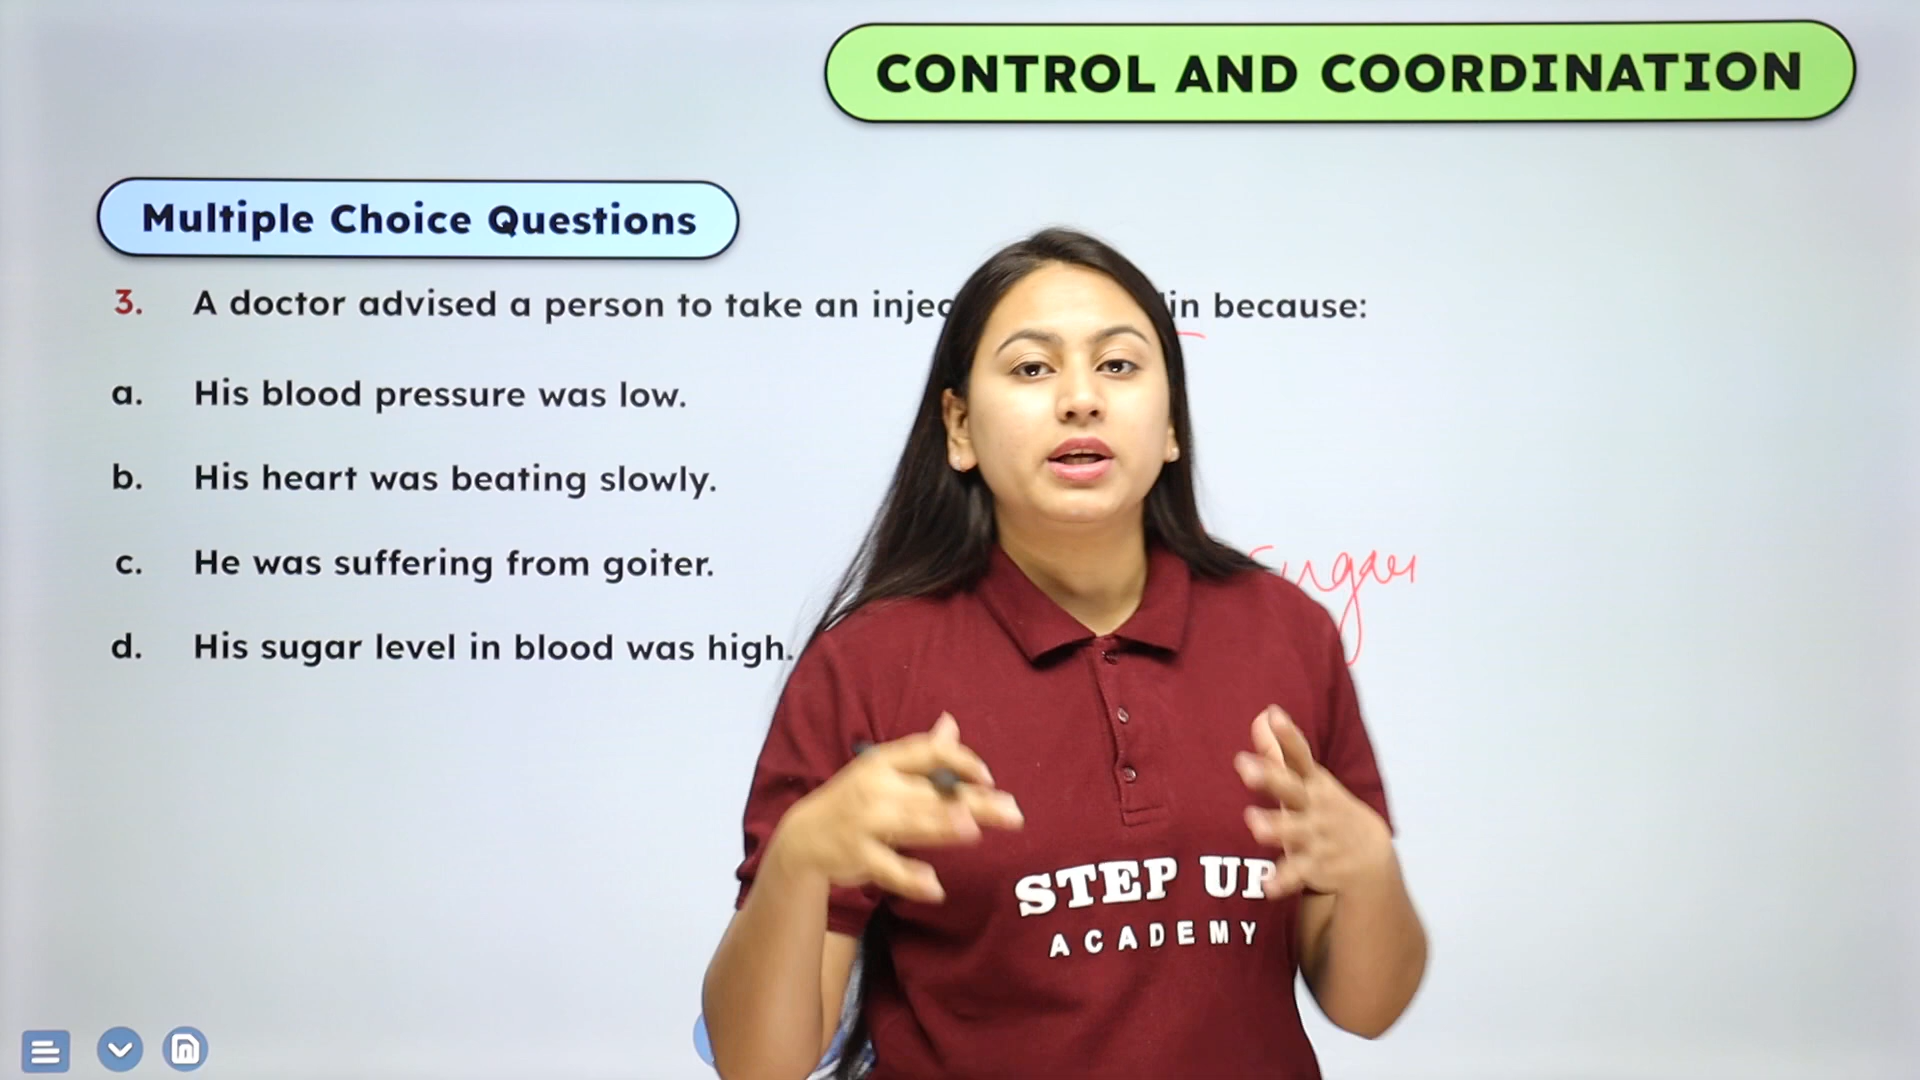 CONTROL AND COORDINATION
Multiple Choice Questions
3. A doctor advised a person to take an because:
a. His blood pressure was low.
b. His heart was beating slowly.
c. He was suffering from goiter.
d. His sugar level in blood was high.
STEP UP
ACADEMY